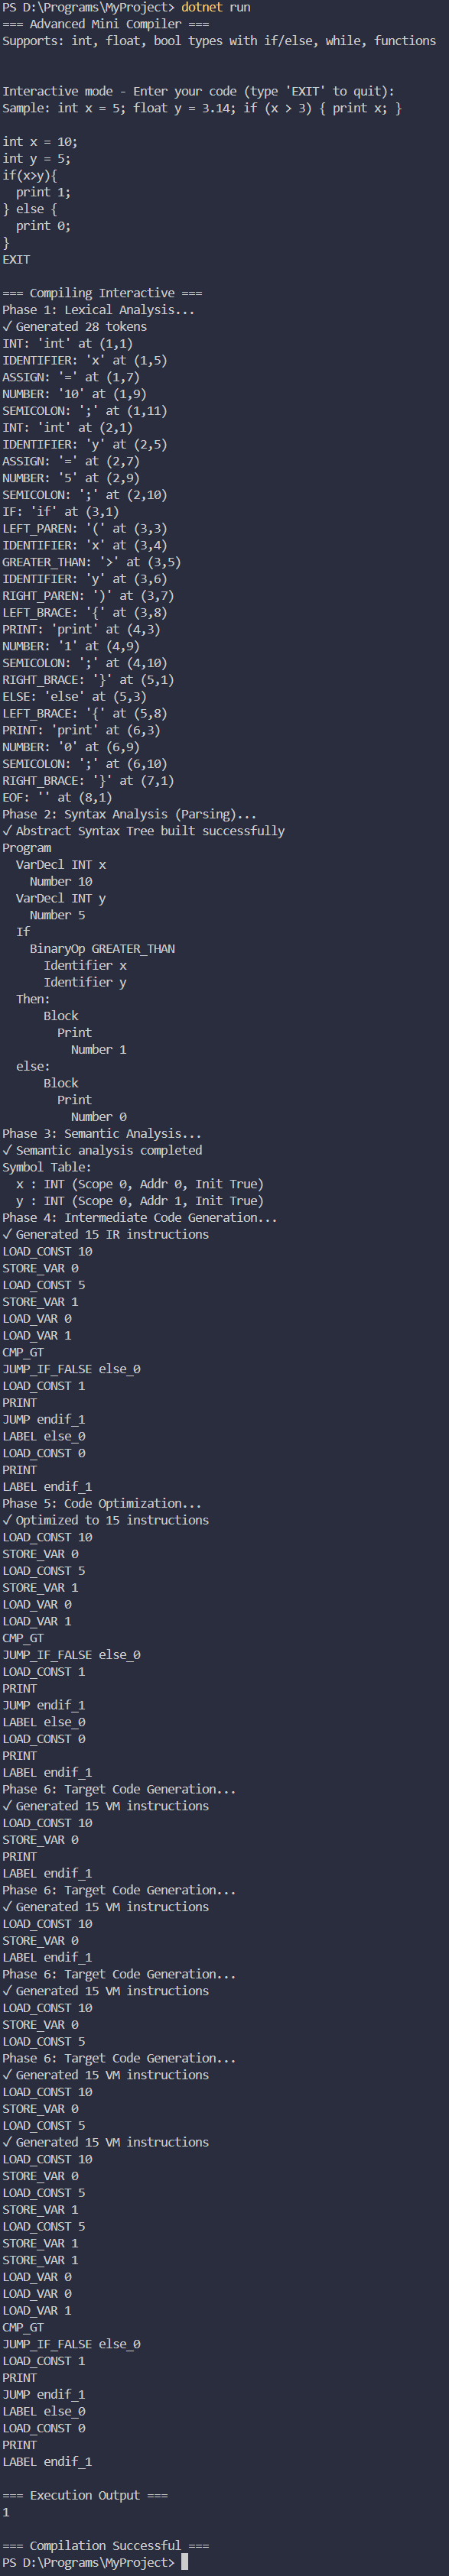 PS D:\Programs\MyProject> dotnet run
=== Advanced Mini Compiler ===
Supports: int, float, bool types with if/else, while, functions
Interactive mode - Enter your code (type 'EXIT' to quit):
Sample: int x = 5; float y = 3.14; if (x > 3) { print x; }
int x = 10;
int y = 5;
if(x>y){
  print 1;
} else {
  print 0;
}
EXIT
=== Compiling Interactive ===
Phase 1: Lexical Analysis...
✓ Generated 28 tokens
INT: 'int' at (1,1)
IDENTIFIER: 'x' at (1,5)
ASSIGN: '=' at (1,7)
NUMBER: '10' at (1,9)
SEMICOLON: ';' at (1,11)
INT: 'int' at (2,1)
IDENTIFIER: 'y' at (2,5)
ASSIGN: '=' at (2,7)
NUMBER: '5' at (2,9)
SEMICOLON: ';' at (2,10)
IF: 'if' at (3,1)
LEFT_PAREN: '(' at (3,3)
IDENTIFIER: 'x' at (3,4)
GREATER_THAN: '>' at (3,5)
IDENTIFIER: 'y' at (3,6)
RIGHT_PAREN: ')' at (3,7)
LEFT_BRACE: '{' at (3,8)
PRINT: 'print' at (4,3)
NUMBER: '1' at (4,9)
SEMICOLON: ';' at (4,10)
RIGHT_BRACE: '}' at (5,1)
ELSE: 'else' at (5,3)
LEFT_BRACE: '{' at (5,8)
PRINT: 'print' at (6,3)
NUMBER: '0' at (6,9)
SEMICOLON: ';' at (6,10)
RIGHT_BRACE: '}' at (7,1)
EOF: '' at (8,1)
Phase 2: Syntax Analysis (Parsing)...
✓ Abstract Syntax Tree built successfully
Program
  VarDecl INT x
    Number 10
  VarDecl INT y
    Number 5
  If
    BinaryOp GREATER_THAN
      Identifier x
      Identifier y
  Then:
      Block
        Print
          Number 1
  else:
      Block
        Print
          Number 0
Phase 3: Semantic Analysis...
✓ Semantic analysis completed
Symbol Table:
  x : INT (Scope 0, Addr 0, Init True)
  y : INT (Scope 0, Addr 1, Init True)
Phase 4: Intermediate Code Generation...
✓ Generated 15 IR instructions
LOAD_CONST 10
STORE_VAR 0
LOAD_CONST 5
STORE_VAR 1
LOAD_VAR 0
LOAD_VAR 1
CMP_GT
JUMP_IF_FALSE else_0
LOAD_CONST 1
PRINT
JUMP endif_1
LABEL else_0
LOAD_CONST 0
PRINT
LABEL endif_1
Phase 5: Code Optimization...
✓ Optimized to 15 instructions
LOAD_CONST 10
STORE_VAR 0
LOAD_CONST 5
STORE_VAR 1
LOAD_VAR 0
LOAD_VAR 1
CMP_GT
JUMP_IF_FALSE else_0
LOAD_CONST 1
PRINT
JUMP endif_1
LABEL else_0
LOAD_CONST 0
PRINT
LABEL endif_1
Phase 6: Target Code Generation...
✓ Generated 15 VM instructions
LOAD_CONST 10
STORE_VAR 0
PRINT
LABEL endif_1
Phase 6: Target Code Generation...
✓ Generated 15 VM instructions
LOAD_CONST 10
STORE_VAR 0
LABEL endif_1
Phase 6: Target Code Generation...
✓ Generated 15 VM instructions
LOAD_CONST 10
STORE_VAR 0
LOAD_CONST 5
Phase 6: Target Code Generation...
✓ Generated 15 VM instructions
LOAD_CONST 10
STORE_VAR 0
LOAD_CONST 5
✓ Generated 15 VM instructions
LOAD_CONST 10
STORE_VAR 0
LOAD_CONST 5
STORE_VAR 1
LOAD_CONST 5
STORE_VAR 1
STORE_VAR 1
LOAD_VAR 0
LOAD_VAR 0
LOAD_VAR 1
CMP_GT
JUMP_IF_FALSE else_0
LOAD_CONST 1
PRINT
JUMP endif_1
LABEL else_0
LOAD_CONST 0
PRINT
LABEL endif_1
=== Execution Output ===
1
=== Compilation Successful ===
PS D:\Programs\MyProject>